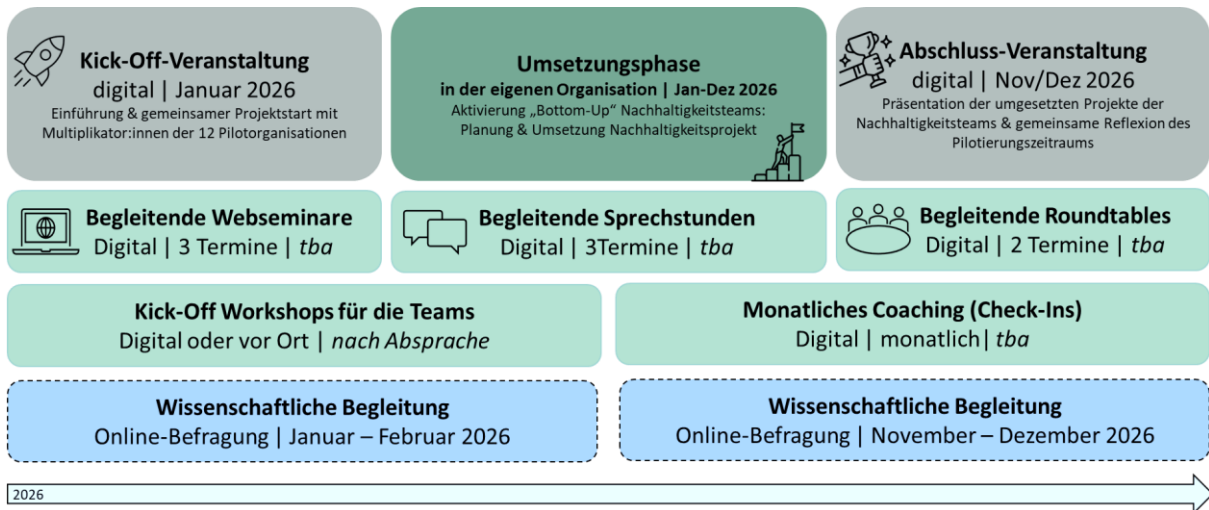 Kick-Off-Veranstaltung
digital | Januar 2026
Einführung & gemeinsamer Projektstart mit
Multiplikator:innen der 12 Pilotorganisationen
Umsetzungsphase
in der eigenen Organisation | Jan-Dez 2026
Aktivierung „Bottom-Up“ Nachhaltigkeitsteams:
Planung & Umsetzung Nachhaltigkeitsprojekt
Abschluss-Veranstaltung
digital | Nov/Dez 2026
Präsentation der umgesetzten Projekte der
Nachhaltigkeitsteams & gemeinsame Reflexion des
Pilotierungszeitraums
Begleitende Webseminare
Digital | 3 Termine | tba
Begleitende Sprechstunden
Digital | 3Termine | tba
Begleitende Roundtables
Digital | 2 Termine | tba
Kick-Off Workshops für die Teams
Digital oder vor Ort | nach Absprache
Monatliches Coaching (Check-Ins)
Digital | monatlich| tba
Wissenschaftliche Begleitung
Online-Befragung | Januar – Februar 2026
Wissenschaftliche Begleitung
Online-Befragung | November – Dezember 2026
2026